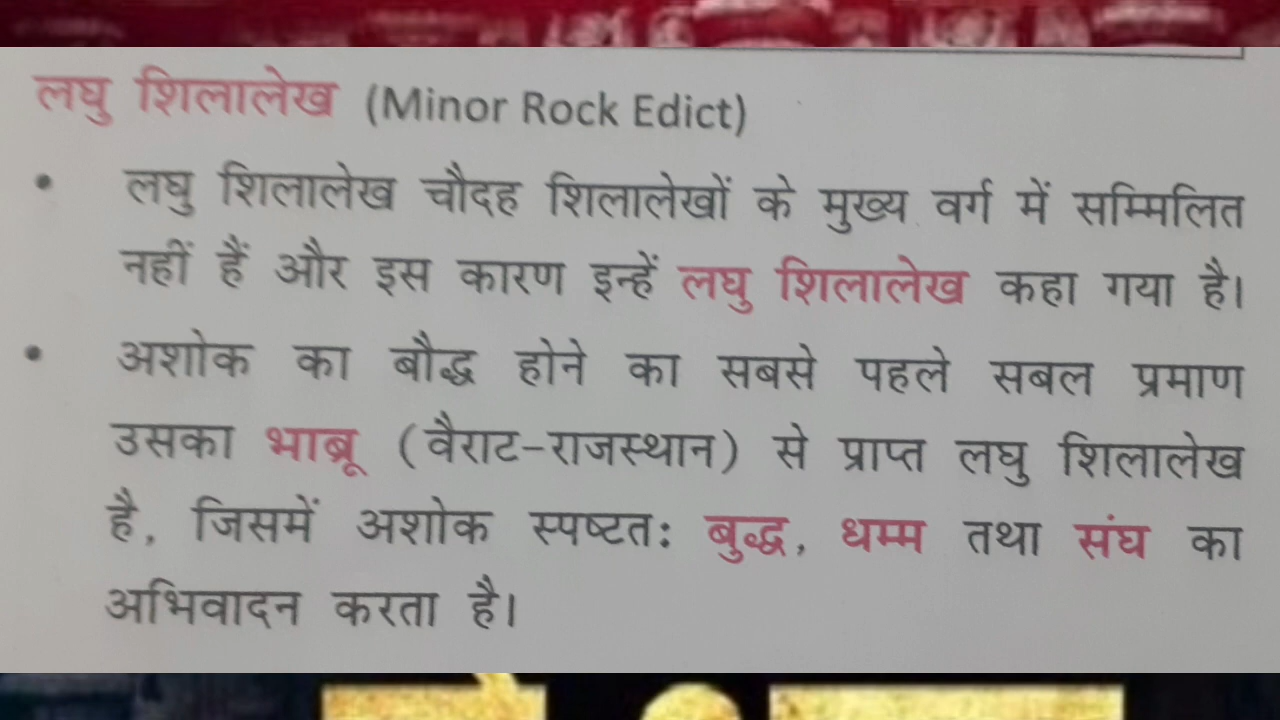 लघु शिलालेख (Minor Rock Edict)
• लघु शिलालेख चौदह शिलालेखों के मुख्य वर्ग में सम्मिलित
नहीं हैं और इस कारण इन्हें लघु शिलालेख कहा गया है।
• अशोक का बौद्ध होने का सबसे पहले सबल प्रमाण
उसका भाब्रू (वैराट-राजस्थान) से प्राप्त लघु शिलालेख
है, जिसमें अशोक स्पष्टत: बुद्ध, धम्म तथा संघ का
अभिवादन करता है।